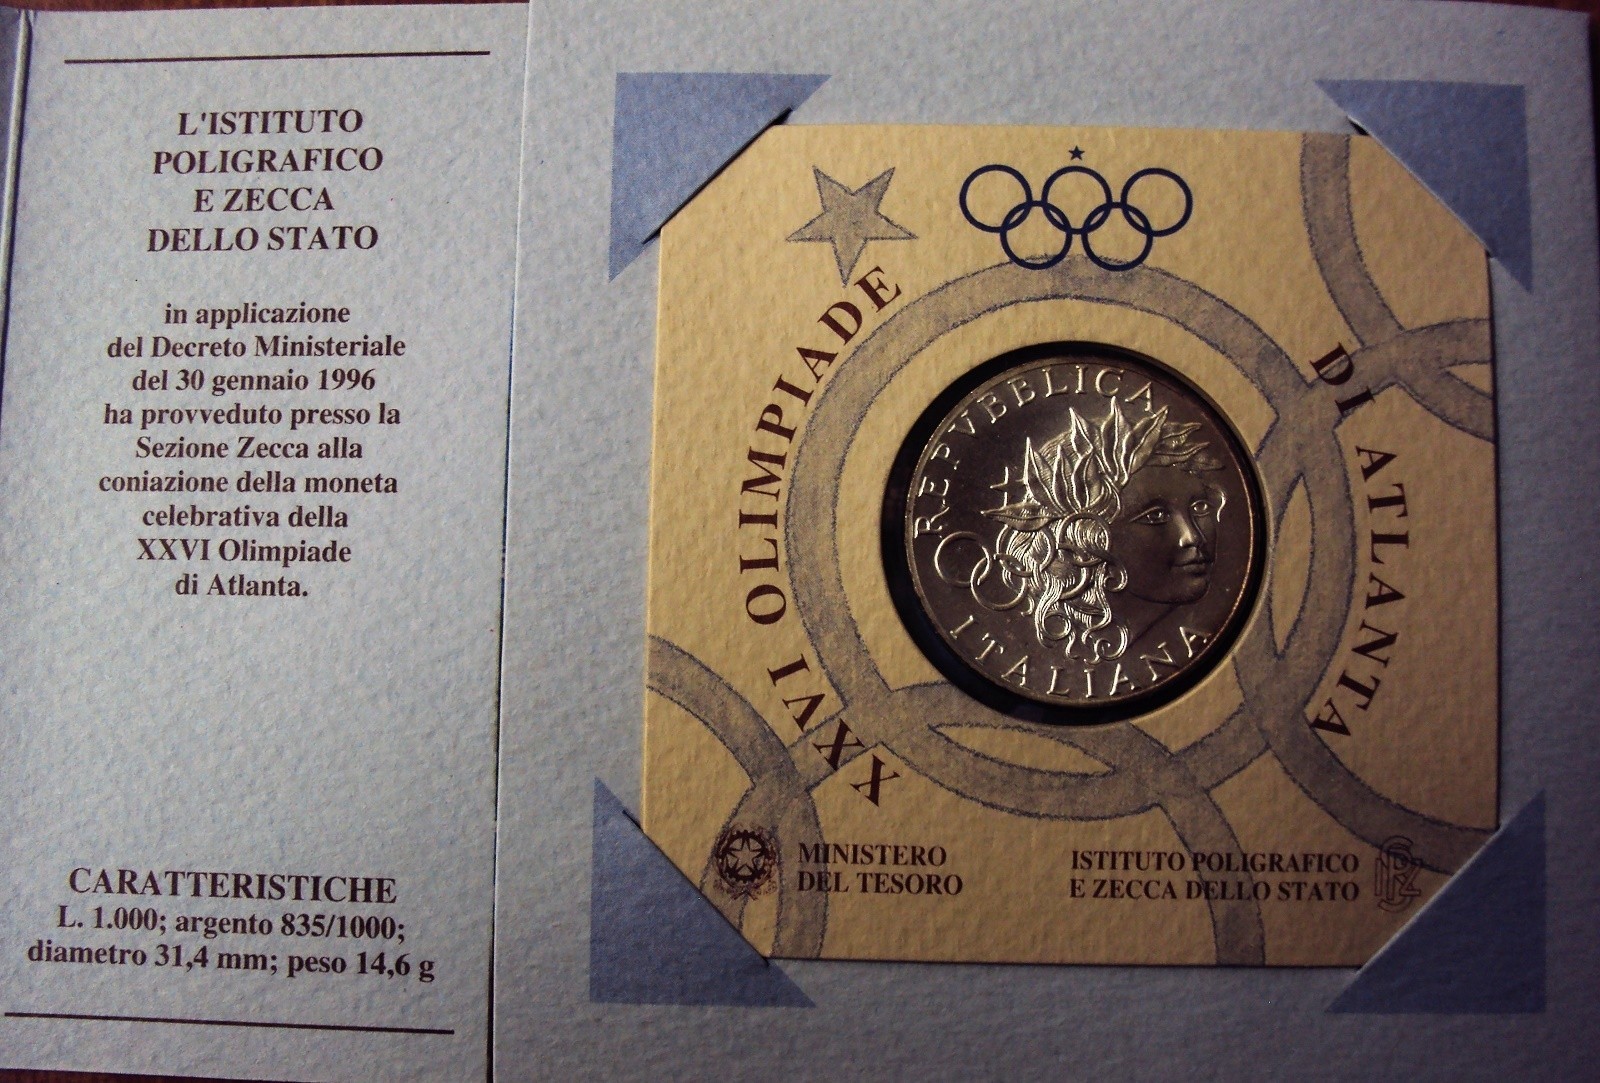 L'ISTITUTO
POLIGRAFICO
E ZECCA
DELLO STATO
in applicazione
del Decreto Ministeriale
del 30 gennaio 1996
ha provveduto presso la
Sezione Zecca alla
coniazione della moneta
celebrativa della
XXVI Olimpiade
di Atlanta.
CARATTERISTICHE
L. 1.000; argento 835/1000;
diametro 31,4 mm; peso 14,6 g
XXVI OLIMPIADE
DI ATLANTA
REPVBBLICA
ITALIANA
MINISTERO
DEL TESORO
ISTITUTO POLIGRAFICO
E ZECCA DELLO STATO